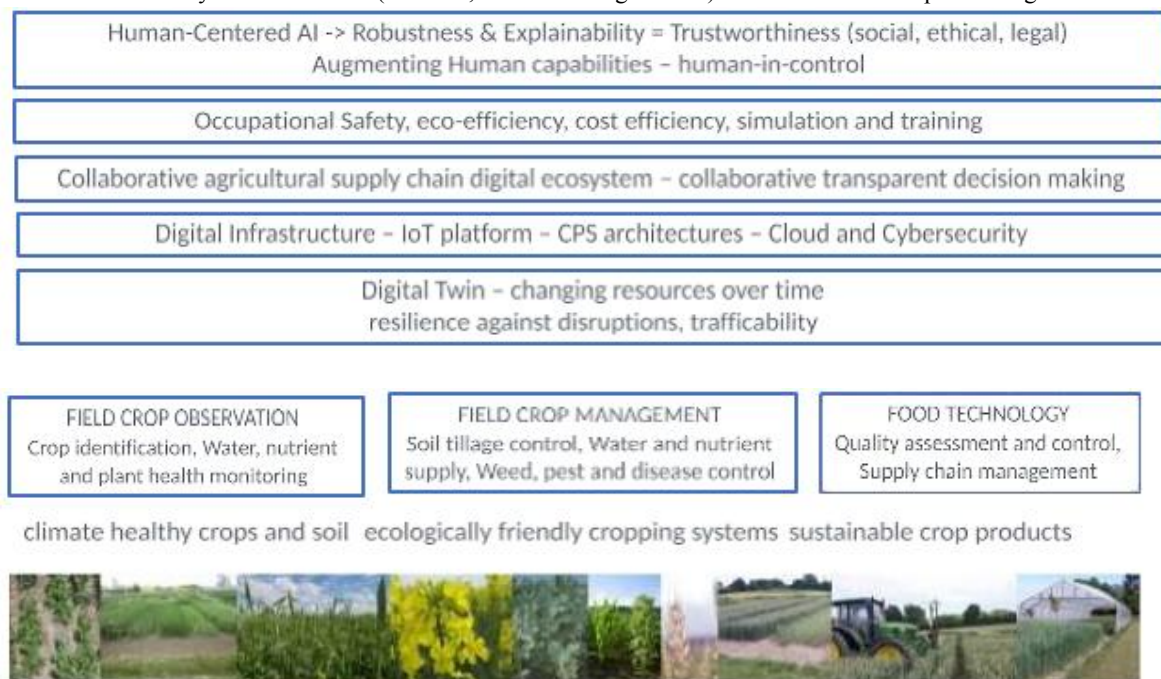 Human-Centered AI -> Robustness & Explainability = Trustworthiness (social, ethical, legal)
Augmenting Human capabilities – human-in-control
Occupational Safety, eco-efficiency, cost efficiency, simulation and training
Collaborative agricultural supply chain digital ecosystem – collaborative transparent decision making
Digital Infrastructure – IoT platform – CPS architectures – Cloud and Cybersecurity
Digital Twin – changing resources over time
resilience against disruptions, trafficability
FIELD CROP OBSERVATION
Crop identification, Water, nutrient
and plant health monitoring
FIELD CROP MANAGEMENT
Soil tillage control, Water and nutrient
supply, Weed, pest and disease control
FOOD TECHNOLOGY
Quality assessment and control,
Supply chain management
climate healthy crops and soil ecologically friendly cropping systems sustainable crop products